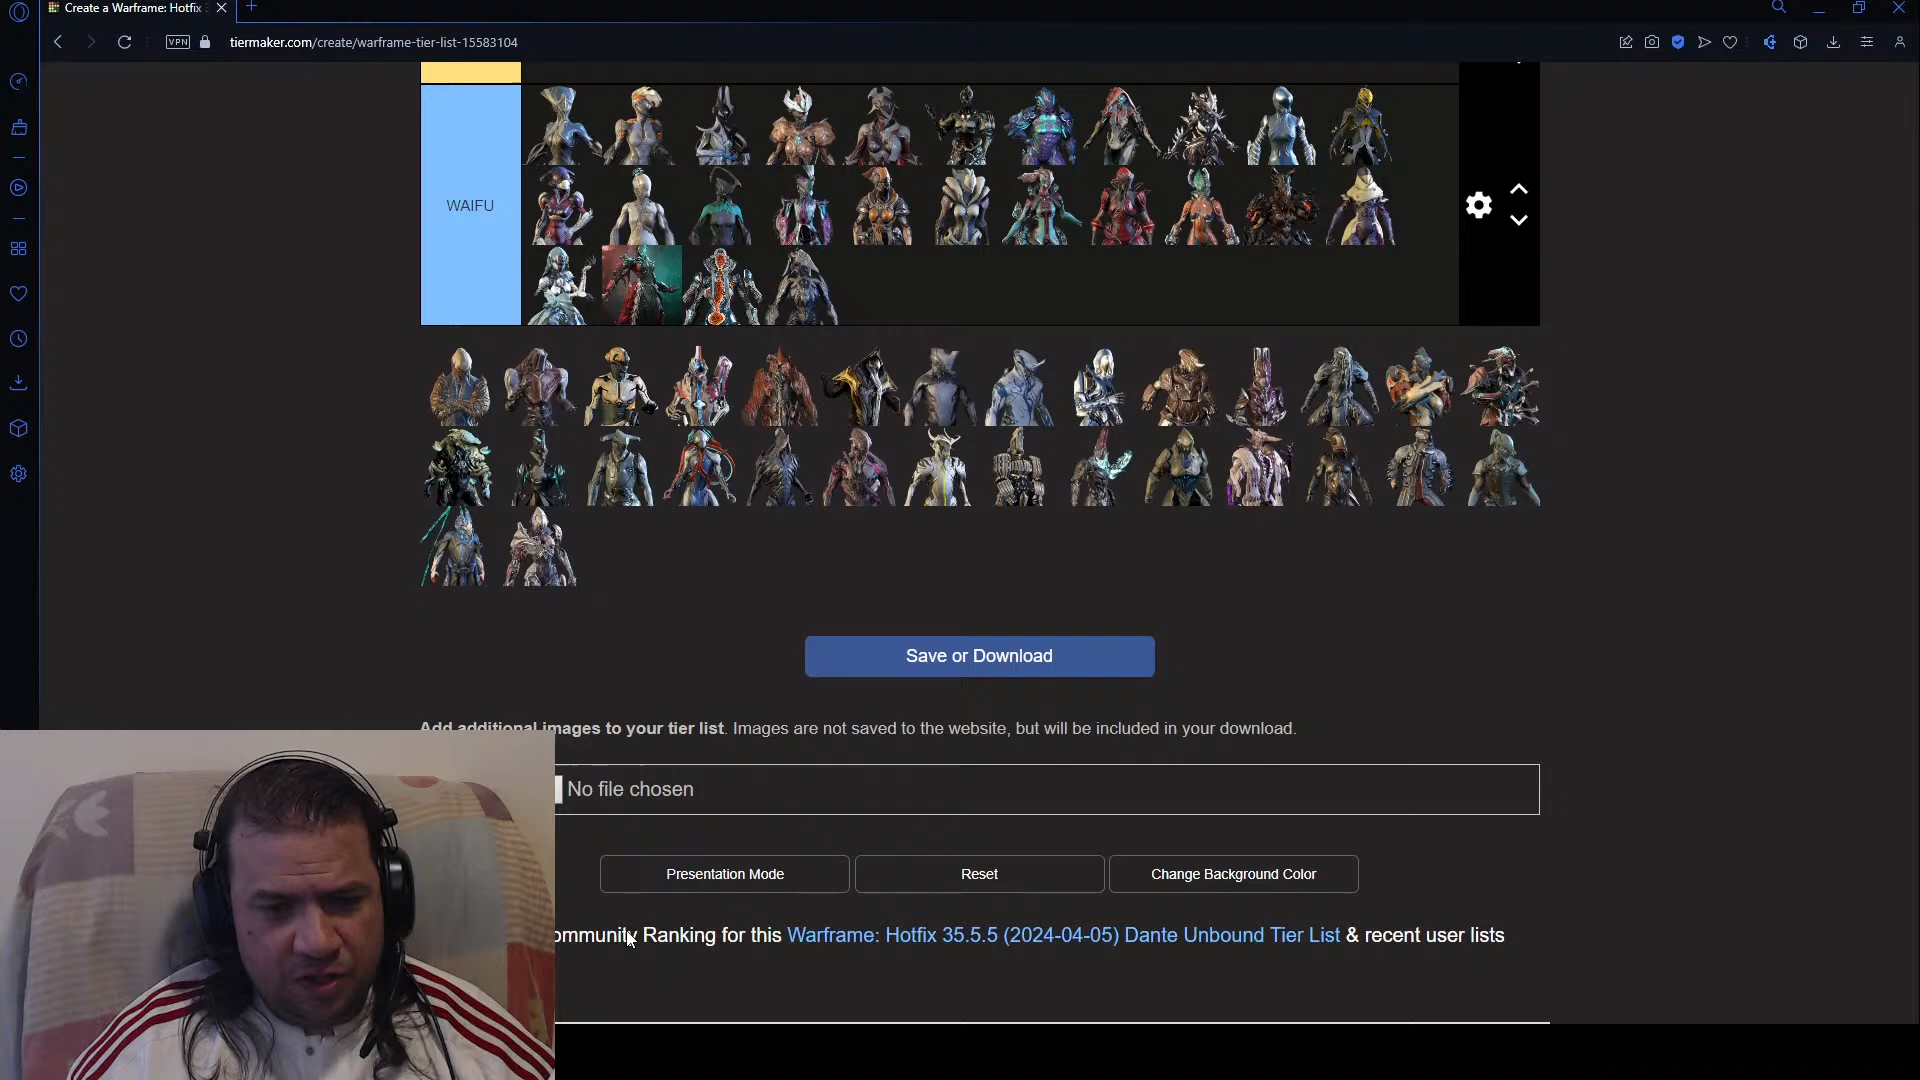 Create a Warframe: Hotfix
VPN
tiermaker.com/create/warframe-tier-list-15583104
WAIFU
Save or Download
Add additional images to your tier list. Images are not saved to the website, but will be included in your download.
No file chosen
Presentation Mode
Reset
Change Background Color
ommunity Ranking for this Warframe: Hotfix 35.5.5 (2024-04-05) Dante Unbound Tier List & recent user lists